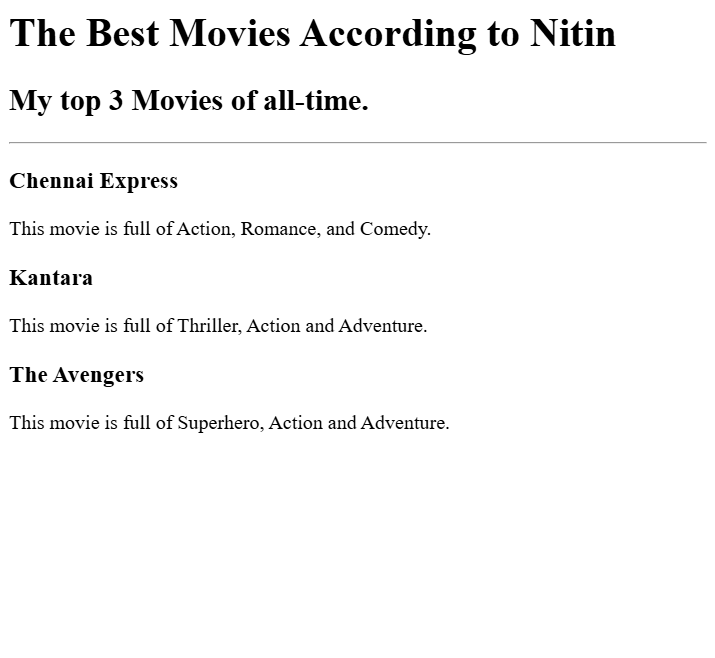 The Best Movies According to Nitin
My top 3 Movies of all-time.
Chennai Express
This movie is full of Action, Romance, and Comedy.
Kantara
This movie is full of Thriller, Action and Adventure.
The Avengers
This movie is full of Superhero, Action and Adventure.